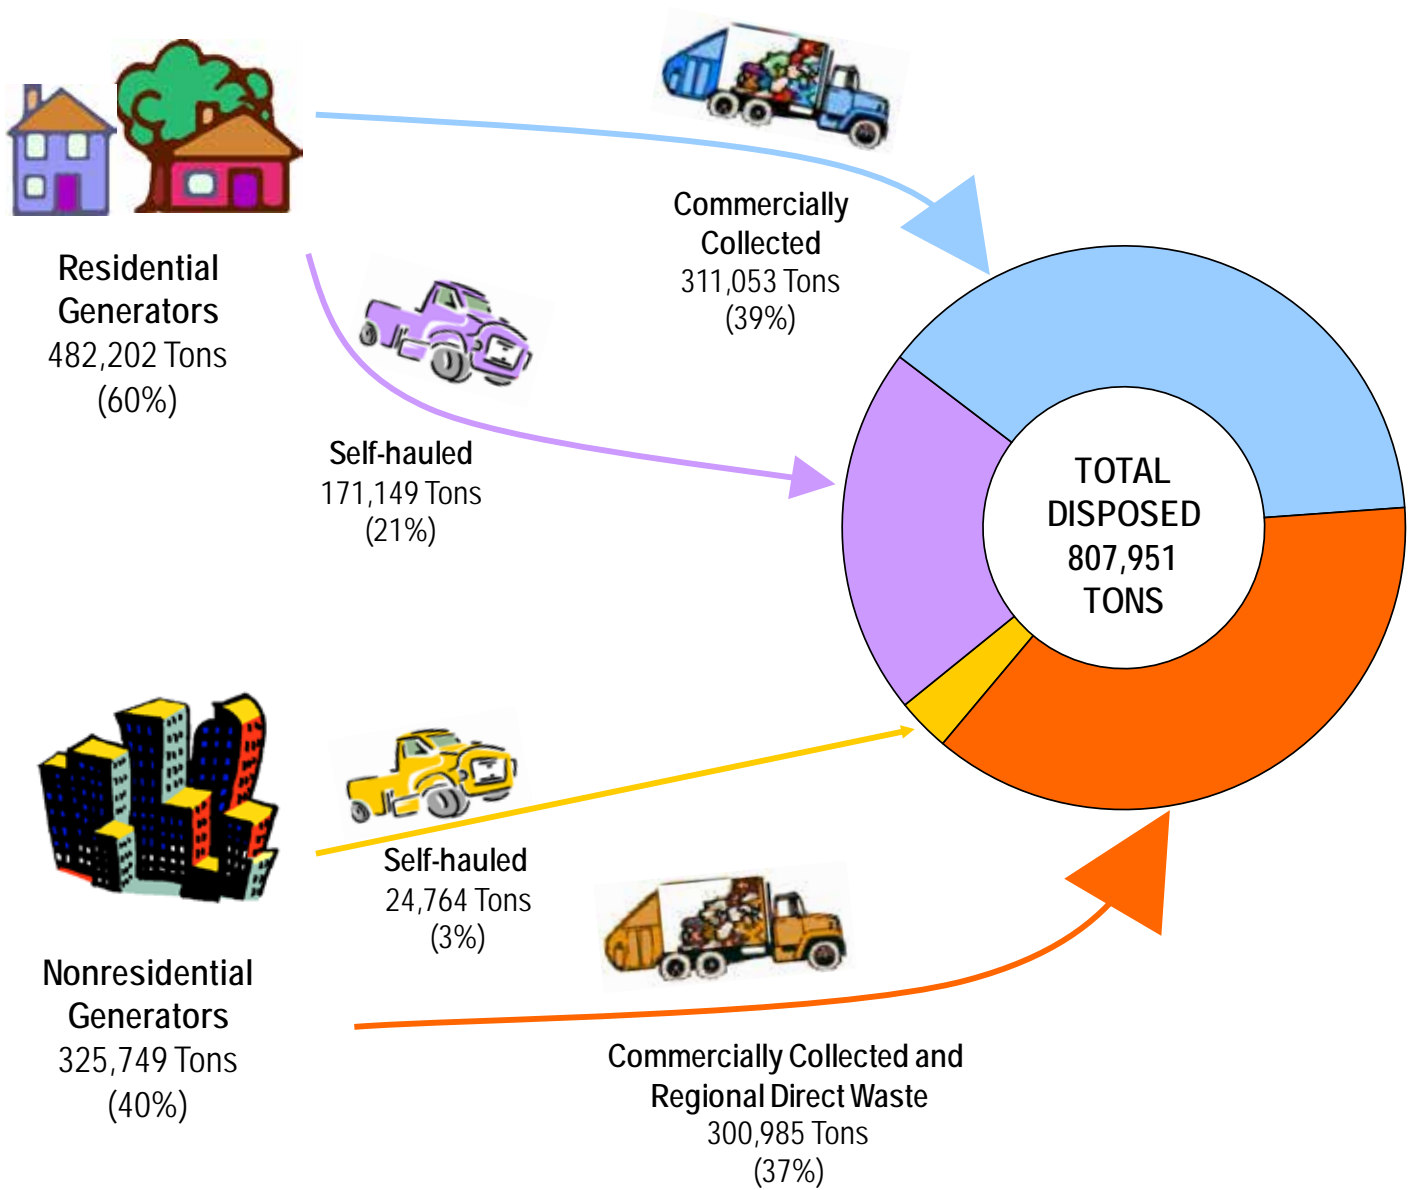 Residential
Generators
482,202 Tons
(60%)
Commercially
Collected
311,053 Tons
(39%)
Self-hauled
171,149 Tons
(21%)
TOTAL
DISPOSED
807,951
TONS
Nonresidential
Generators
325,749 Tons
(40%)
Self-hauled
24,764 Tons
(3%)
Commercially Collected and
Regional Direct Waste
300,985 Tons
(37%)